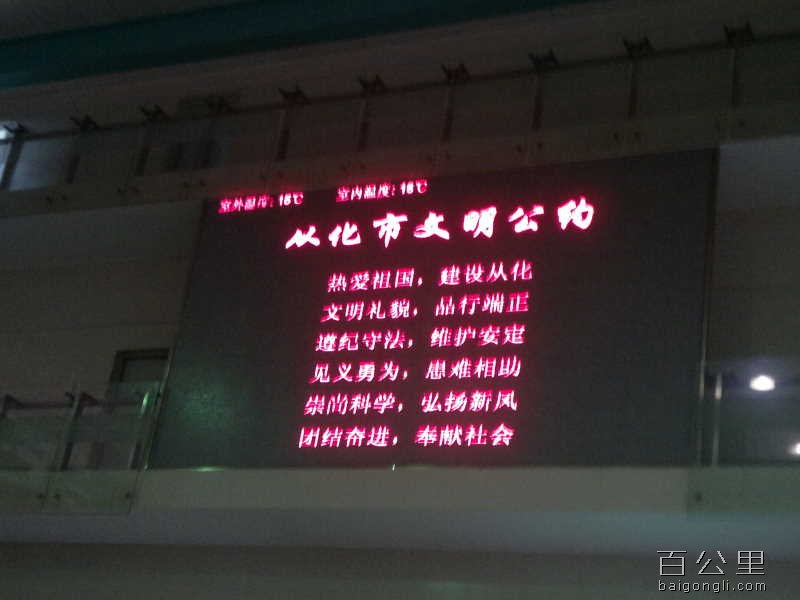 室外温度:16℃ 室内温度:16℃
从化市文明公约
热爱祖国，建设从化
文明礼貌，品行端正
遵纪守法，维护安定
见义勇为，患难相助
崇尚科学，弘扬新风
团结奋进，奉献社会
百公里
baigongli.com